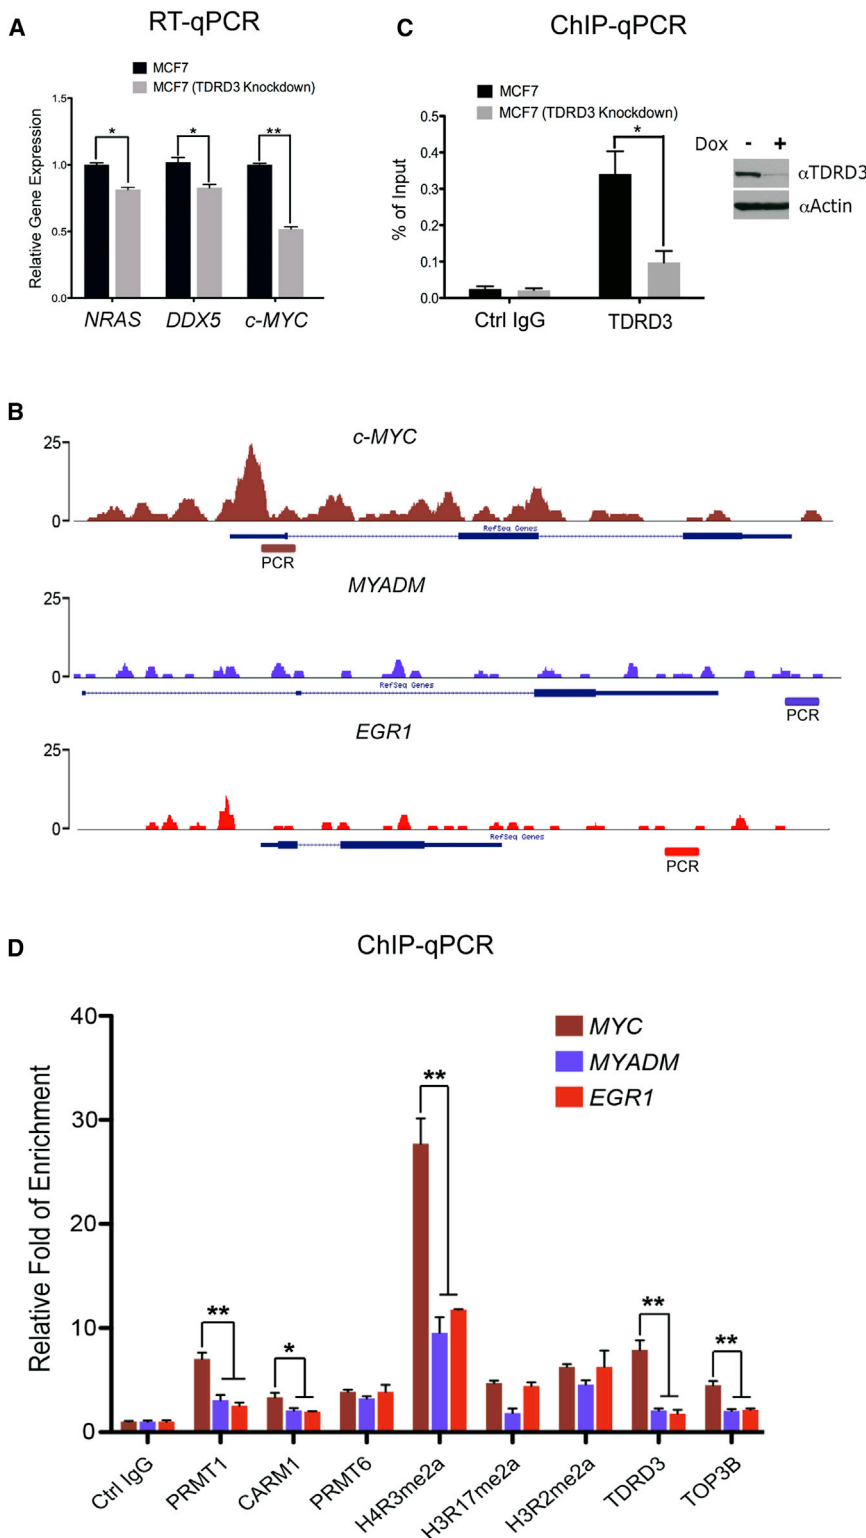 A
RT-qPCR
MCF7
MCF7 (TDRD3 Knockdown)
Relative Gene Expression
1.5
1.0
0.5
0.0
*
*
**
NRAS
DDX5
c-MYC
C
ChIP-qPCR
MCF7
MCF7 (TDRD3 Knockdown)
% of Input
0.5
0.4
0.3
0.2
0.1
0.0
*
Ctrl IgG
TDRD3
Dox - +
αTDRD3
αActin
B
c-MYC
25
0
RefSeq Genes
PCR
MYADM
25
0
RefSeq Genes
PCR
EGR1
25
0
RefSeq Genes
PCR
D
ChIP-qPCR
Relative Fold of Enrichment
40
30
20
10
0
MYC
MYADM
EGR1
**
*
**
**
**
Ctrl IgG
PRMT1
CARM1
PRMT6
H4R3me2a
H3R17me2a
H3R2me2a
TDRD3
TOP3B